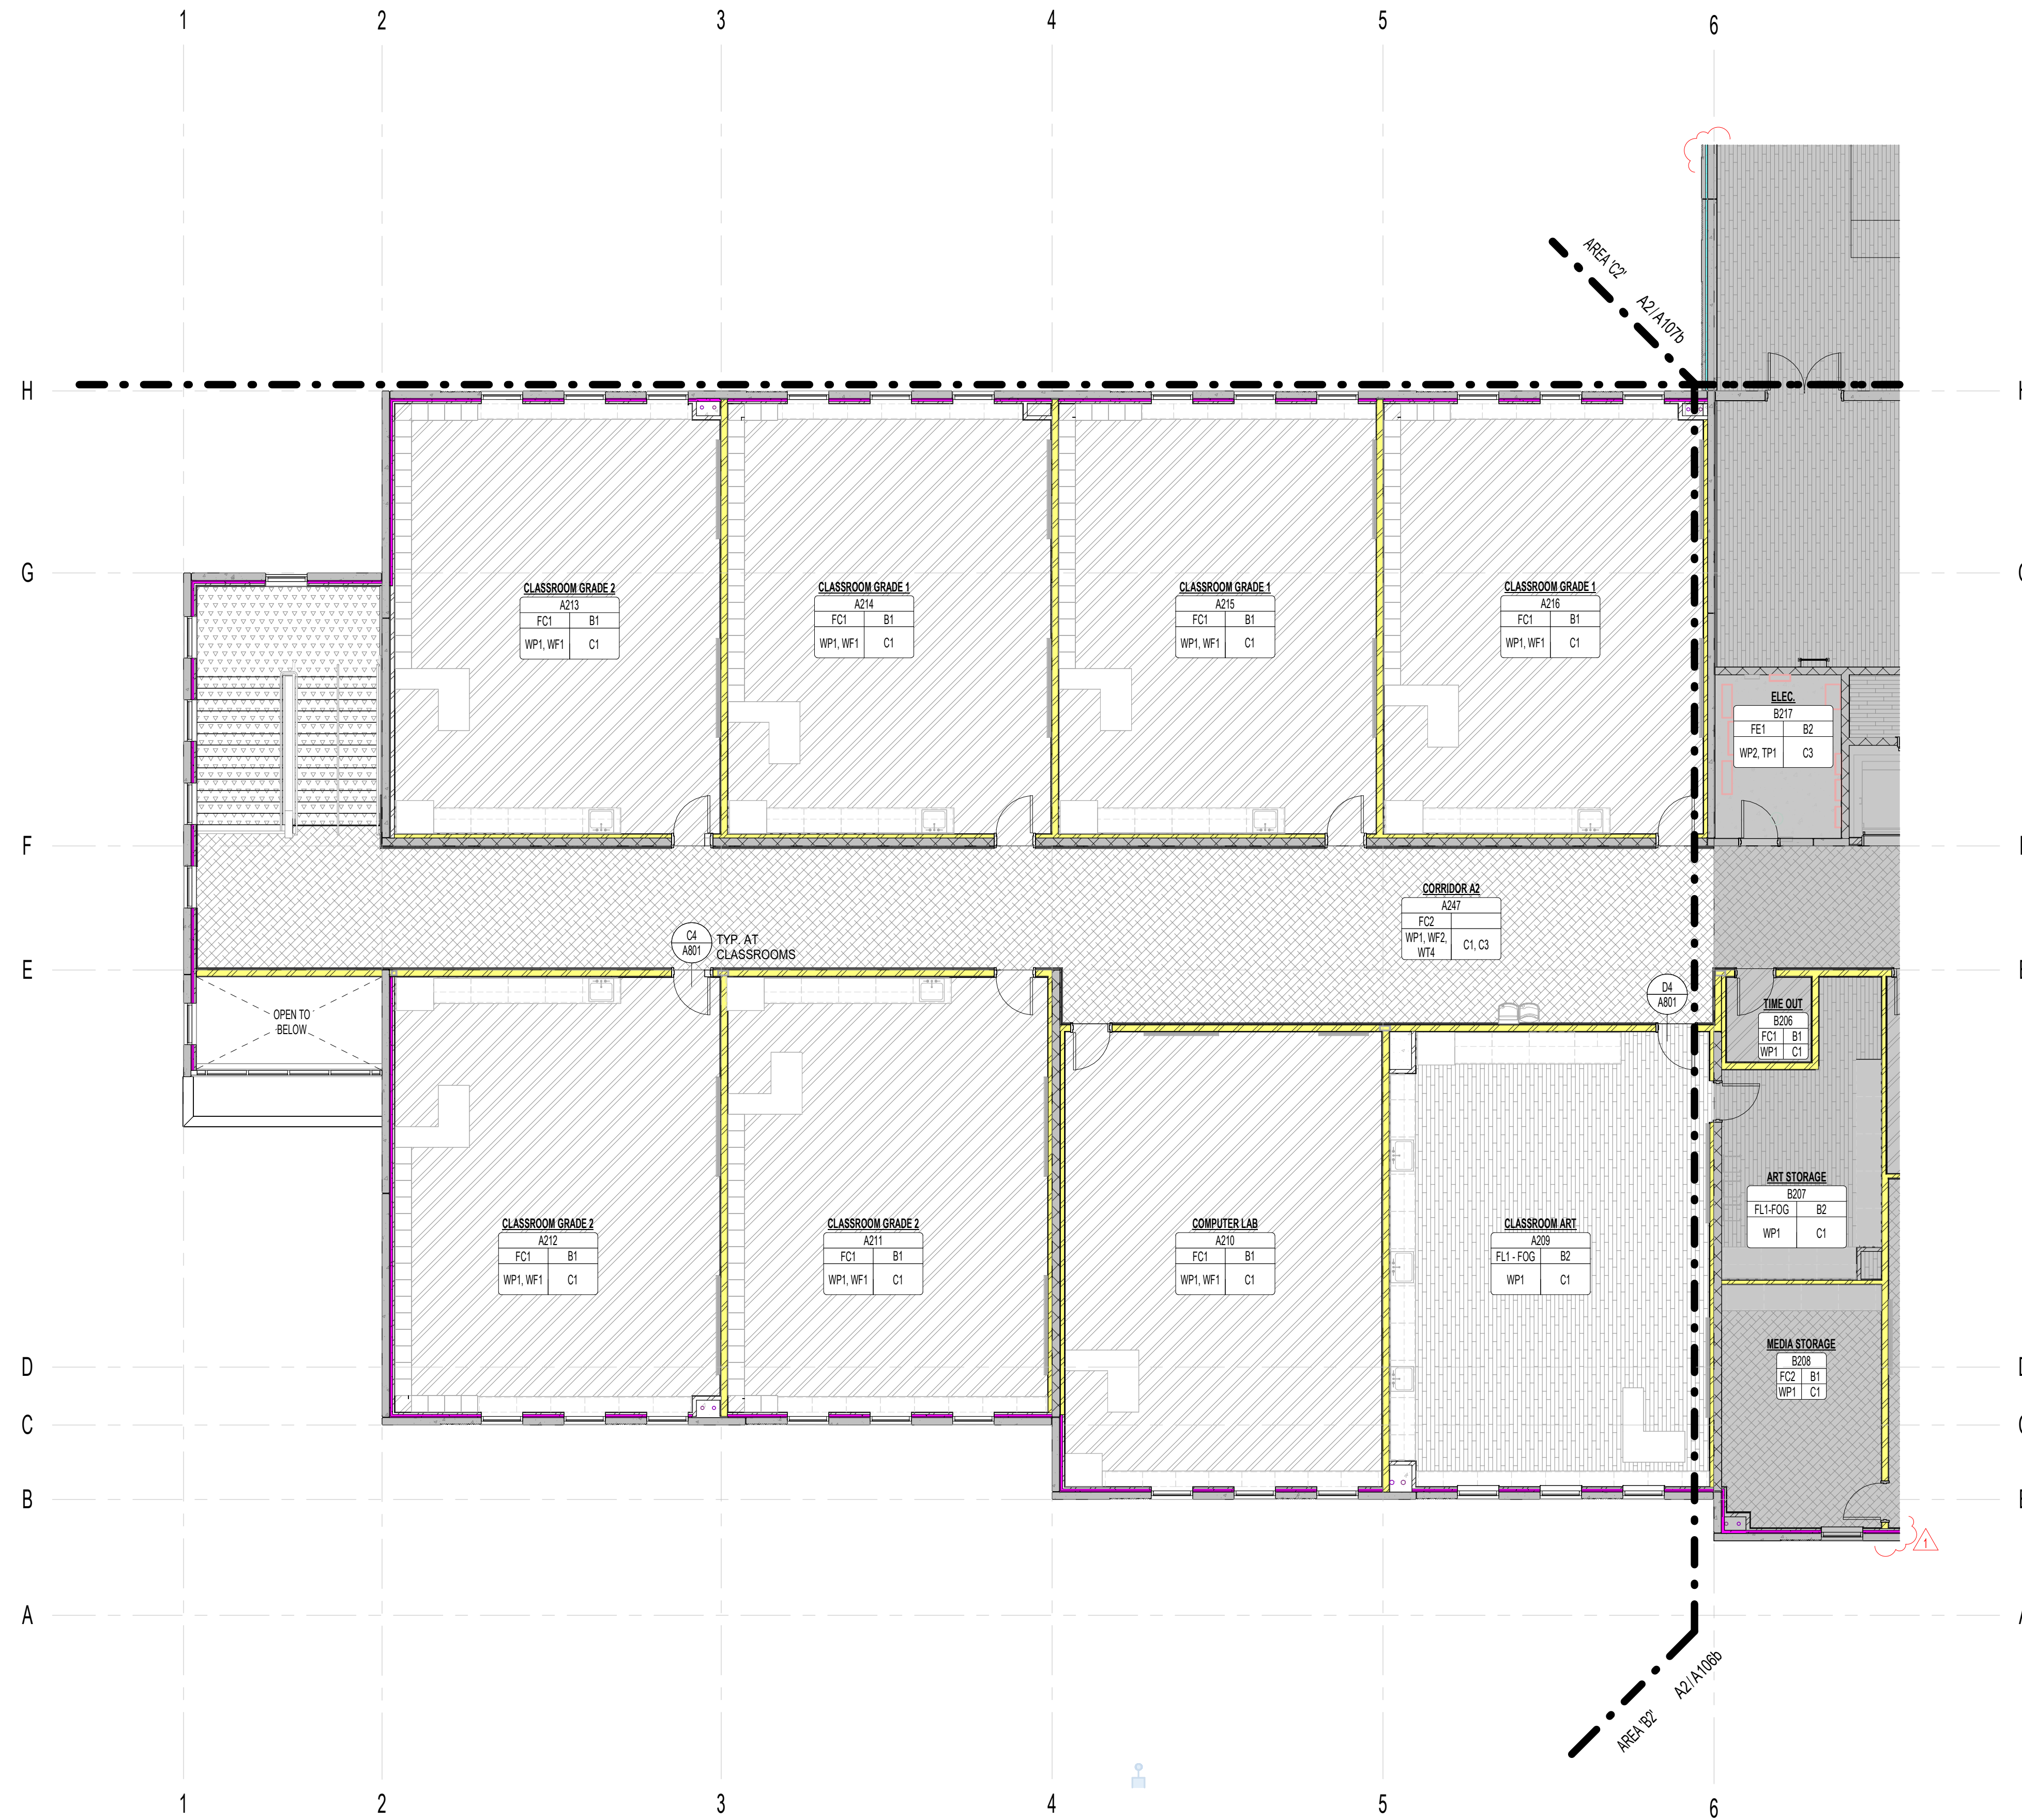 1 2 3 4 5 6
AREA 'C2'
A2 / A107b
H
G
CLASSROOM GRADE 2
A213
FC1 B1
WP1, WF1 C1
CLASSROOM GRADE 1
A214
FC1 B1
WP1, WF1 C1
CLASSROOM GRADE 1
A215
FC1 B1
WP1, WF1 C1
CLASSROOM GRADE 1
A216
FC1 B1
WP1, WF1 C1
ELEC.
B217
FE1 B2
WP2, TP1 C3
F
CORRIDOR A2
A247
FC2
WP1, WF2,
WT4
C1, C3
C4
A801
TYP. AT
CLASSROOMS
E
D4
A801
OPEN TO
BELOW
TIME OUT
B206
FC1 B1
WP1 C1
ART STORAGE
B207
FL1-FOG B2
WP1 C1
CLASSROOM GRADE 2
A212
FC1 B1
WP1, WF1 C1
CLASSROOM GRADE 2
A211
FC1 B1
WP1, WF1 C1
COMPUTER LAB
A210
FC1 B1
WP1, WF1 C1
CLASSROOM ART
A209
FL1 - FOG B2
WP1 C1
MEDIA STORAGE
B208
FC2 B1
WP1 C1
D
C
B
1
A
A2 / A106b
AREA 'B2'
1 2 3 4 5 6